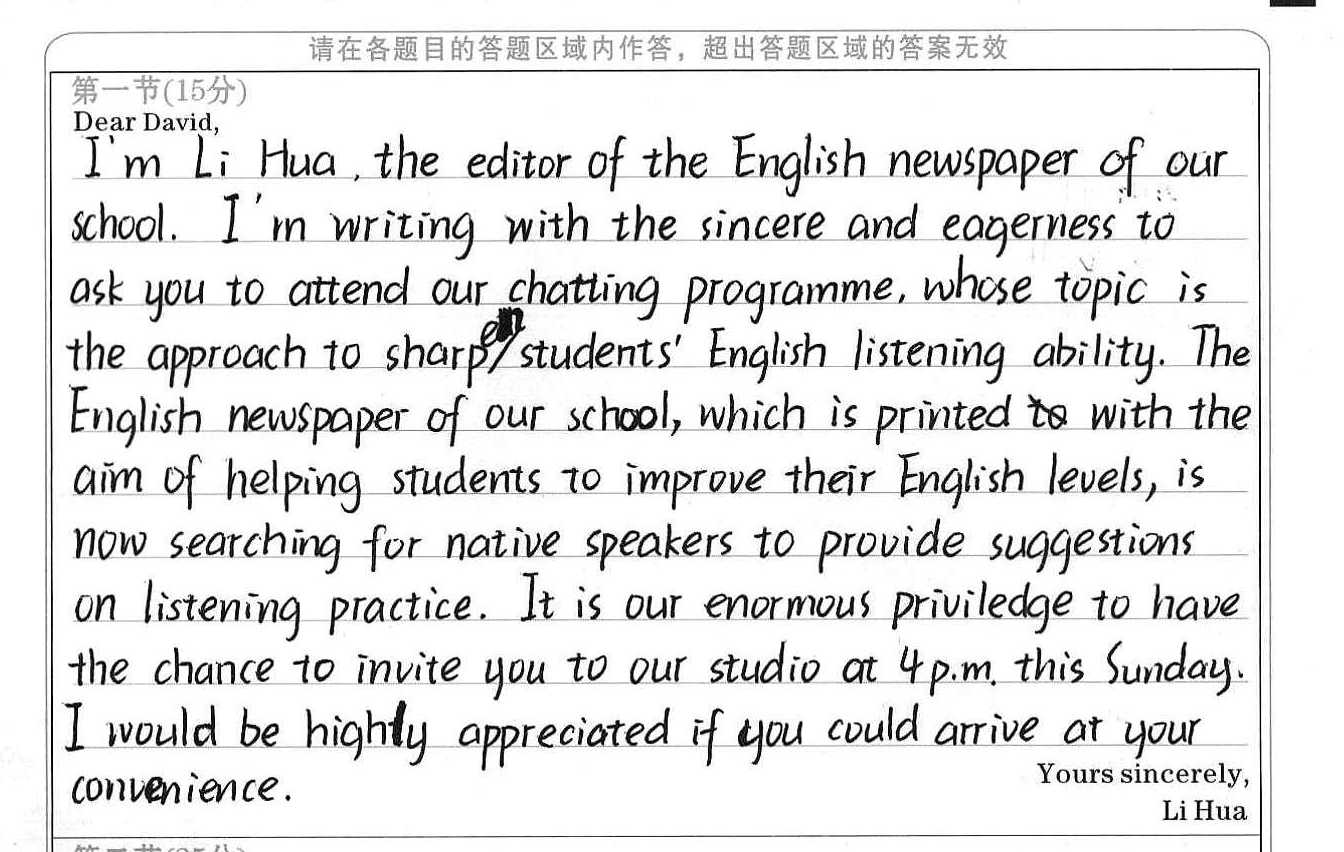 请在各题目的答题区域内作答，超出答题区域的答案无效
第一节(15分)
Dear David,
I'm Li Hua, the editor of the English newspaper of our
school. I'm writing with the sincere and eagerness to
ask you to attend our chatting programme, whose topic is
the approach to sharpen students' English listening ability. The
English newspaper of our school, which is printed to with the
aim of helping students to improve their English levels, is
now searching for native speakers to provide suggestions
on listening practice. It is our enormous priviledge to have
the chance to invite you to our studio at 4 p.m. this Sunday.
I would be highly appreciated if you could arrive at your
convenience.
Yours sincerely,
Li Hua